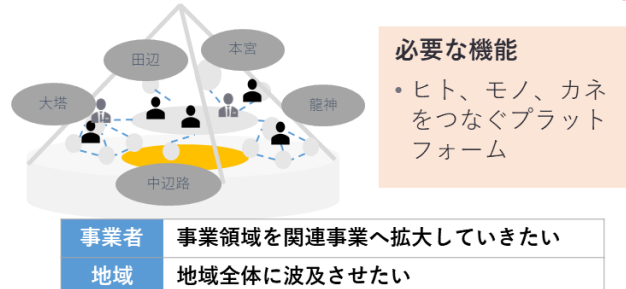 本宮
田辺
大塔
龍神
中辺路
必要な機能
• ヒト、モノ、カネ
をつなぐプラット
フォーム
事業者 事業領域を関連事業へ拡大していきたい
地域 地域全体に波及させたい